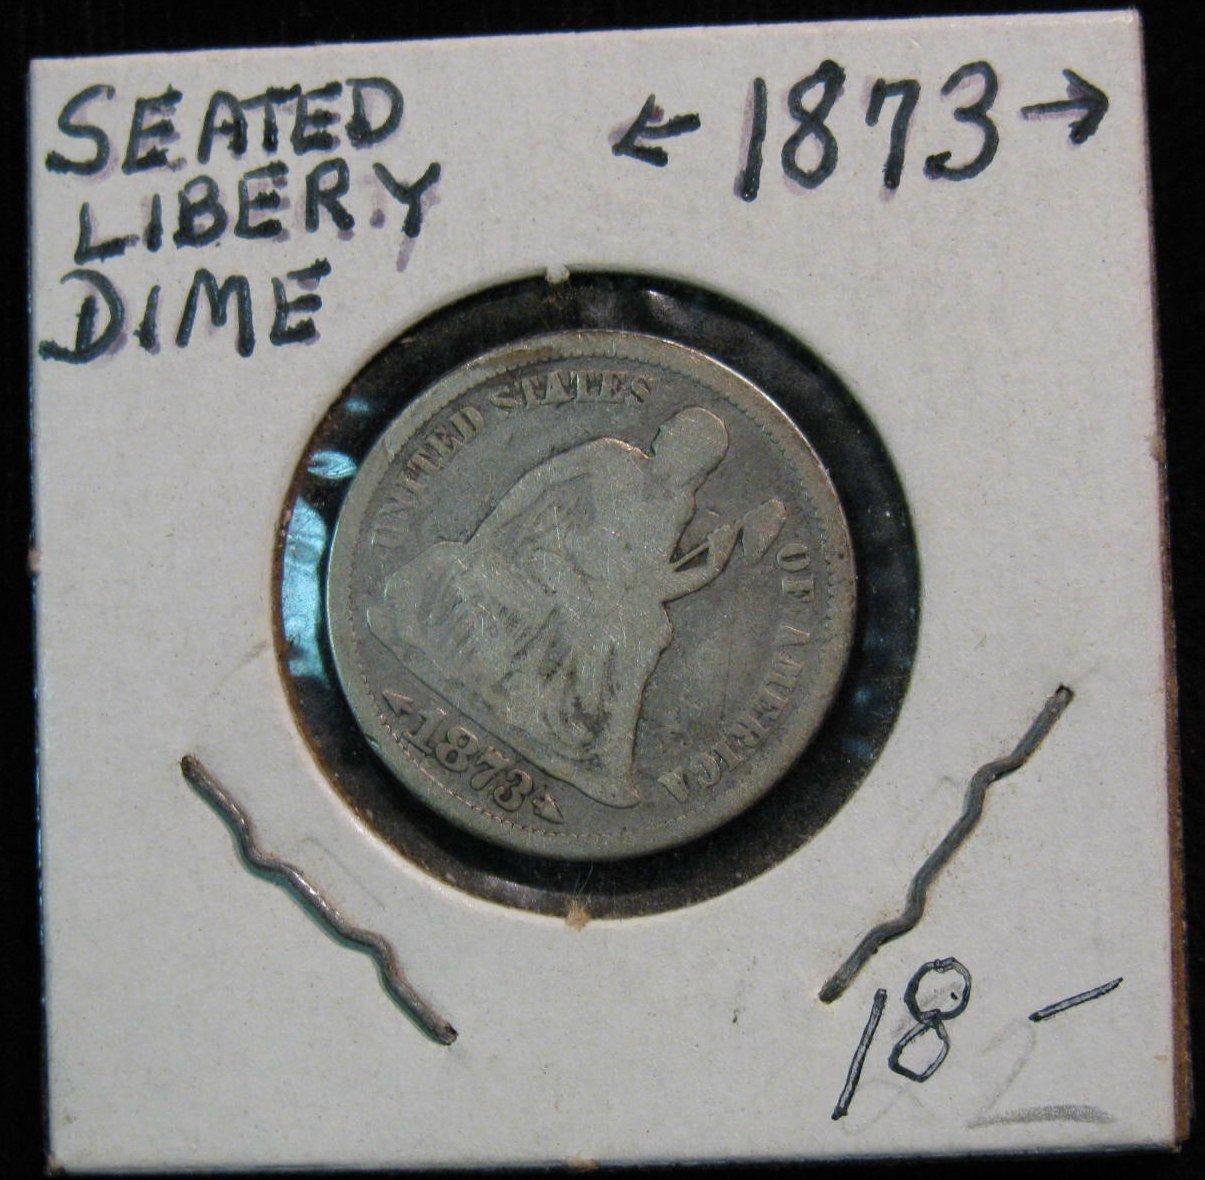 SEATED
LIBERY
DIME
← 1873 →
UNITED STATES
OF AMERICA
1873
18 -